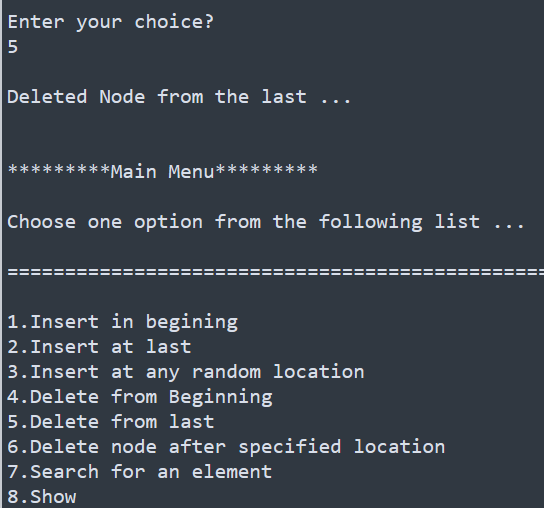 Enter your choice?
5
Deleted Node from the last ...
*********Main Menu*********
Choose one option from the following list ...
===============================================
1.Insert in begining
2.Insert at last
3.Insert at any random location
4.Delete from Beginning
5.Delete from last
6.Delete node after specified location
7.Search for an element
8.Show